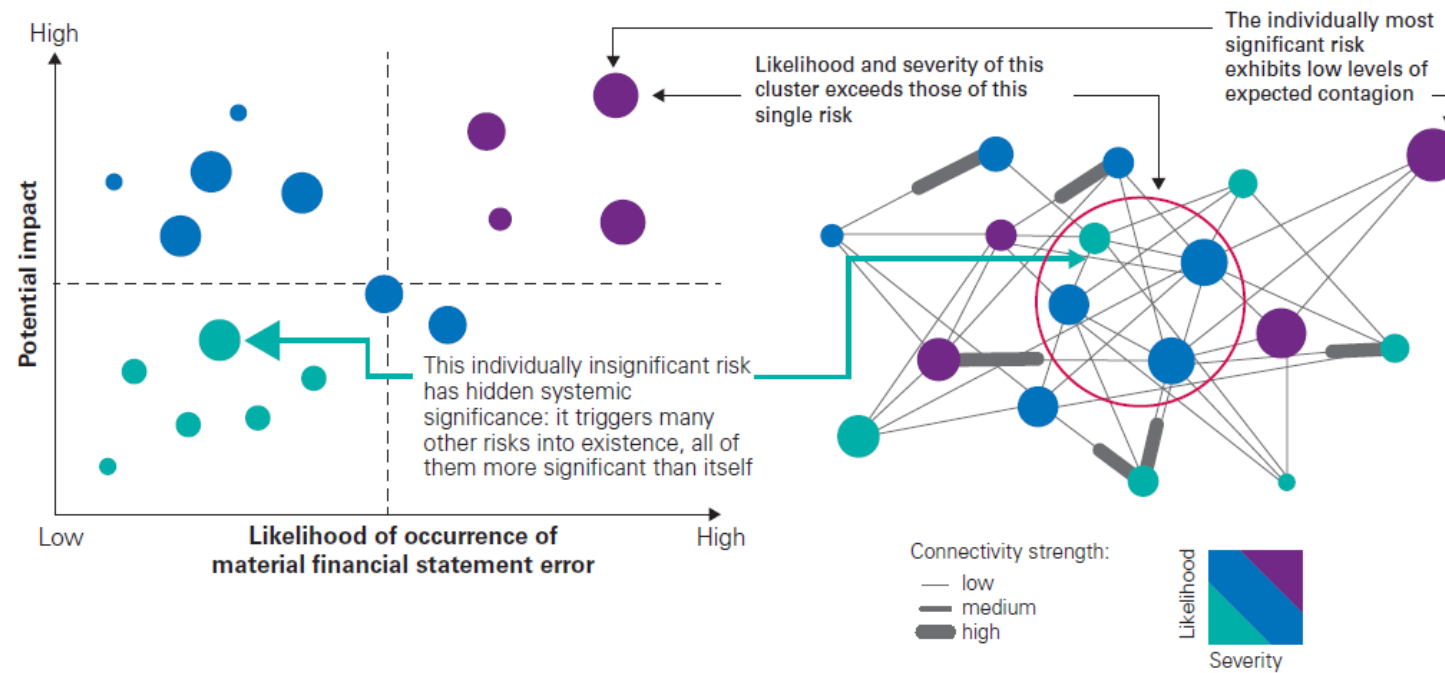 High
Potential impact
Low
Likelihood of occurrence of
material financial statement error
High
This individually insignificant risk
has hidden systemic
significance: it triggers many
other risks into existence, all of
them more significant than itself
Likelihood and severity of this
cluster exceeds those of this
single risk
The individually most
significant risk
exhibits low levels of
expected contagion
Connectivity strength:
low
medium
high
Likelihood
Severity